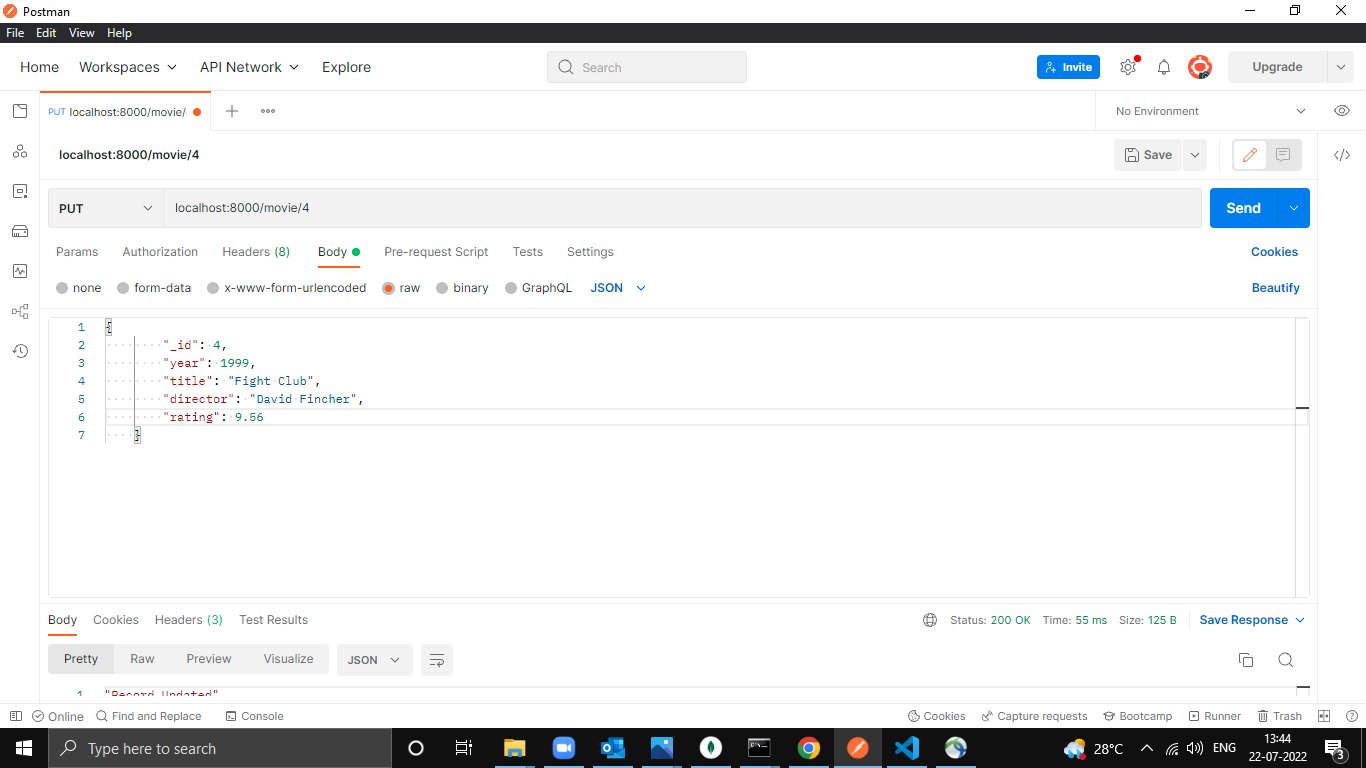 Postman
File Edit View Help
Home Workspaces API Network Explore Search Invite Upgrade
PUT localhost:8000/movie/ No Environment
localhost:8000/movie/4 Save
PUT localhost:8000/movie/4 Send
Params Authorization Headers (8) Body Pre-request Script Tests Settings Cookies
none form-data x-www-form-urlencoded raw binary GraphQL JSON Beautify
1 {
2 "_id": 4,
3 "year": 1999,
4 "title": "Fight Club",
5 "director": "David Fincher",
6 "rating": 9.56
7 }
Body Cookies Headers (3) Test Results Status: 200 OK Time: 55 ms Size: 125 B Save Response
Pretty Raw Preview Visualize JSON
1 "Record Updated"
Online Find and Replace Console Cookies Capture requests Bootcamp Runner Trash
Type here to search 28°C ENG 13:44
22-07-2022 3